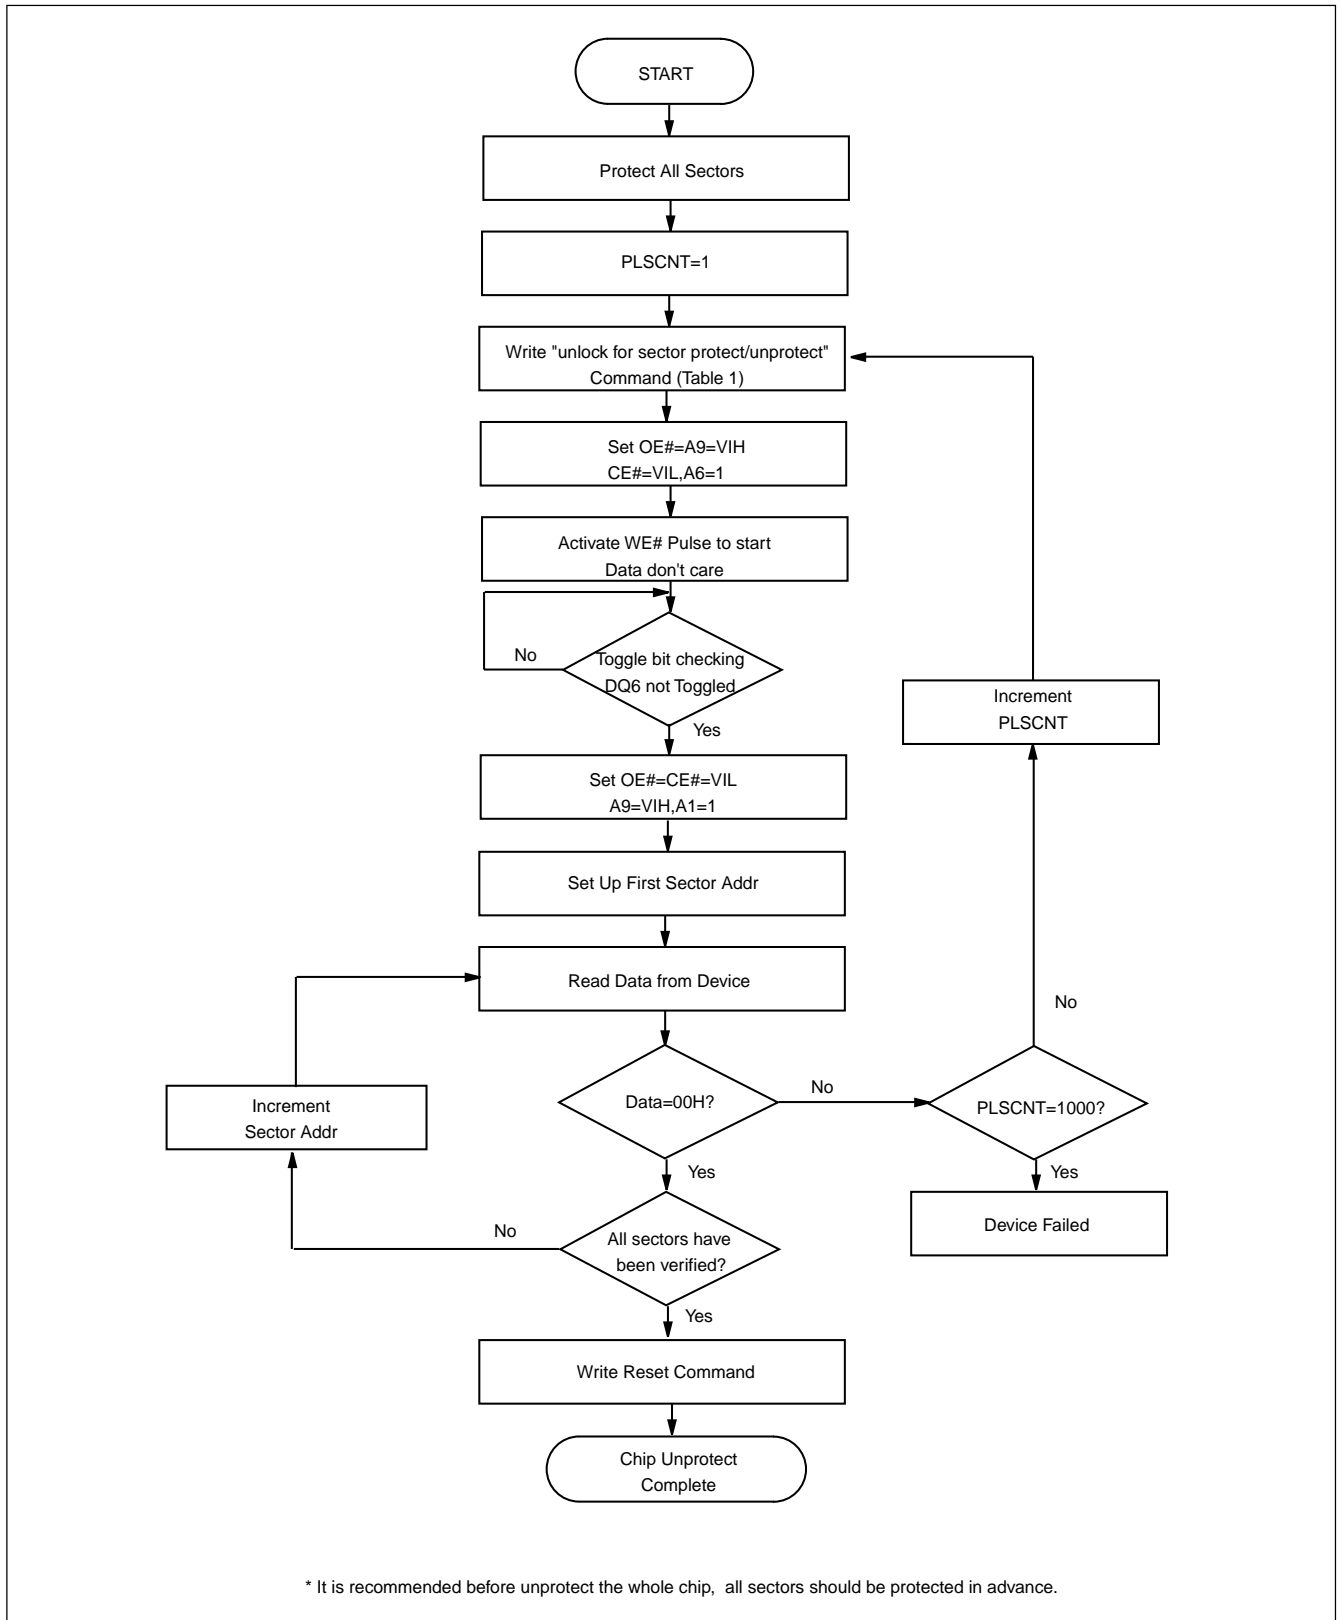 START
Protect All Sectors
PLSCNT=1
Write "unlock for sector protect/unprotect"
Command (Table 1)
Set OE#=A9=VIH
CE#=VIL,A6=1
Activate WE# Pulse to start
Data don't care
No
Toggle bit checking
DQ6 not Toggled
Yes
Increment
PLSCNT
Set OE#=CE#=VIL
A9=VIH,A1=1
Set Up First Sector Addr
Read Data from Device
No
Data=00H?
No
PLSCNT=1000?
Increment
Sector Addr
Yes
Yes
Device Failed
No
All sectors have
been verified?
Yes
Write Reset Command
Chip Unprotect
Complete
* It is recommended before unprotect the whole chip, all sectors should be protected in advance.